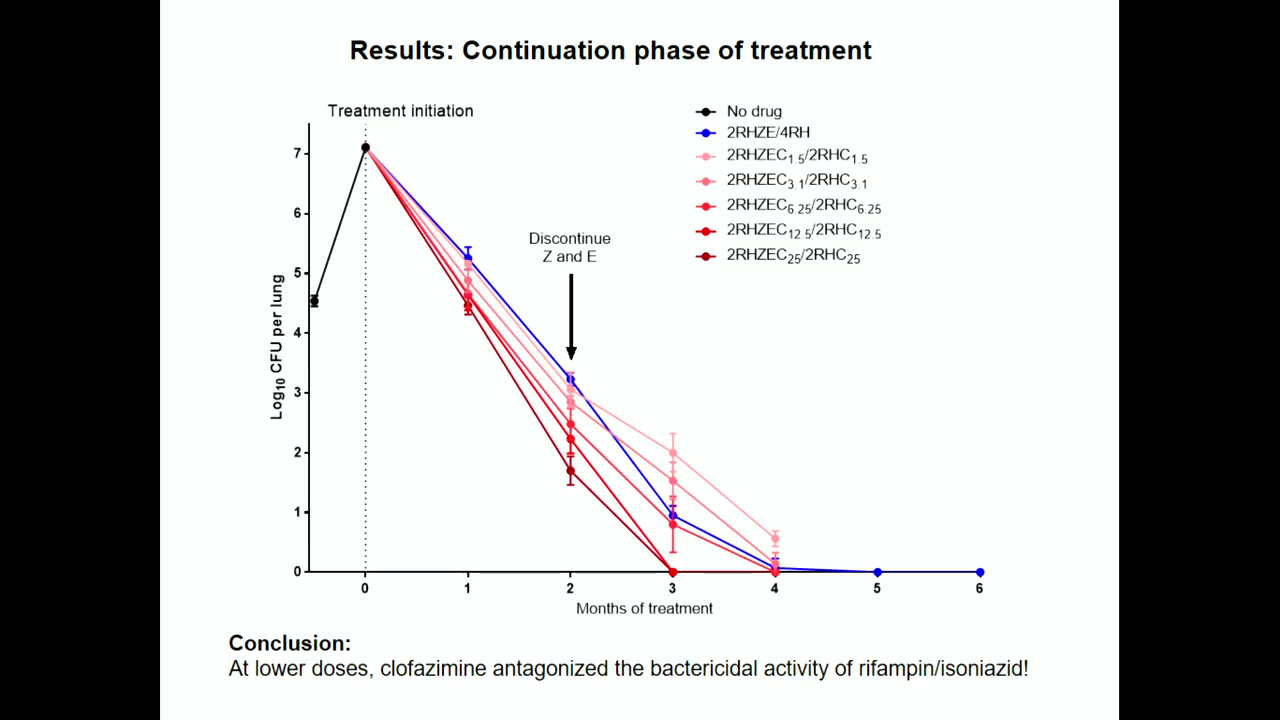 Results: Continuation phase of treatment
Treatment initiation
No drug
2RHZE/4RH
2RHZEC1.5/2RHC1.5
2RHZEC3.1/2RHC3.1
2RHZEC6.25/2RHC6.25
2RHZEC12.5/2RHC12.5
2RHZEC25/2RHC25
Discontinue
Z and E
Log10 CFU per lung
7
6
5
4
3
2
1
0
0 1 2 3 4 5 6
Months of treatment
Conclusion:
At lower doses, clofazimine antagonized the bactericidal activity of rifampin/isoniazid!